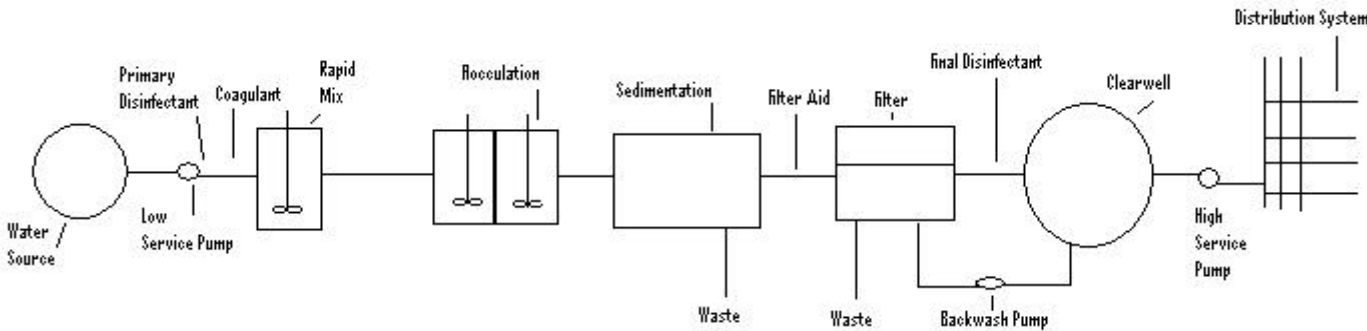 Distribution System
Primary
Disinfectant
Coagulant
Rapid
Mix
Flocculation
Sedimentation
Filter Aid
Filter
Final Disinfectant
Clearwell
Water
Source
Low
Service Pump
Waste
Waste
Backwash Pump
High
Service
Pump